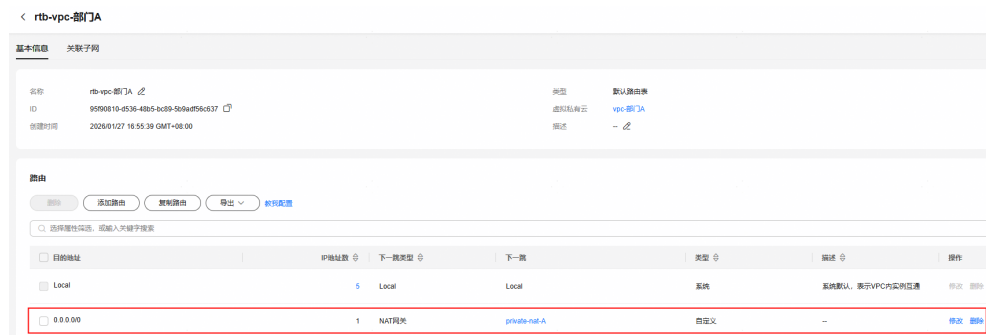 rtb-vpc-部门A
基本信息 关联子网
名称 rtb-vpc-部门A 类型 默认路由表
ID 95f90810-d536-48b5-bc89-5b9adf56c637 虚拟私有云 vpc-部门A
创建时间 2026/01/27 16:55:39 GMT+08:00 描述 --
路由
删除 添加路由 复制路由 导出 教我配置
选择属性筛选，或输入关键字搜索
目的地址 IP地址数 下一跳类型 下一跳 类型 描述 操作
Local 5 Local Local 系统 系统默认，表示VPC内实例互通 修改 删除
0.0.0.0/0 1 NAT网关 private-nat-A 自定义 -- 修改 删除